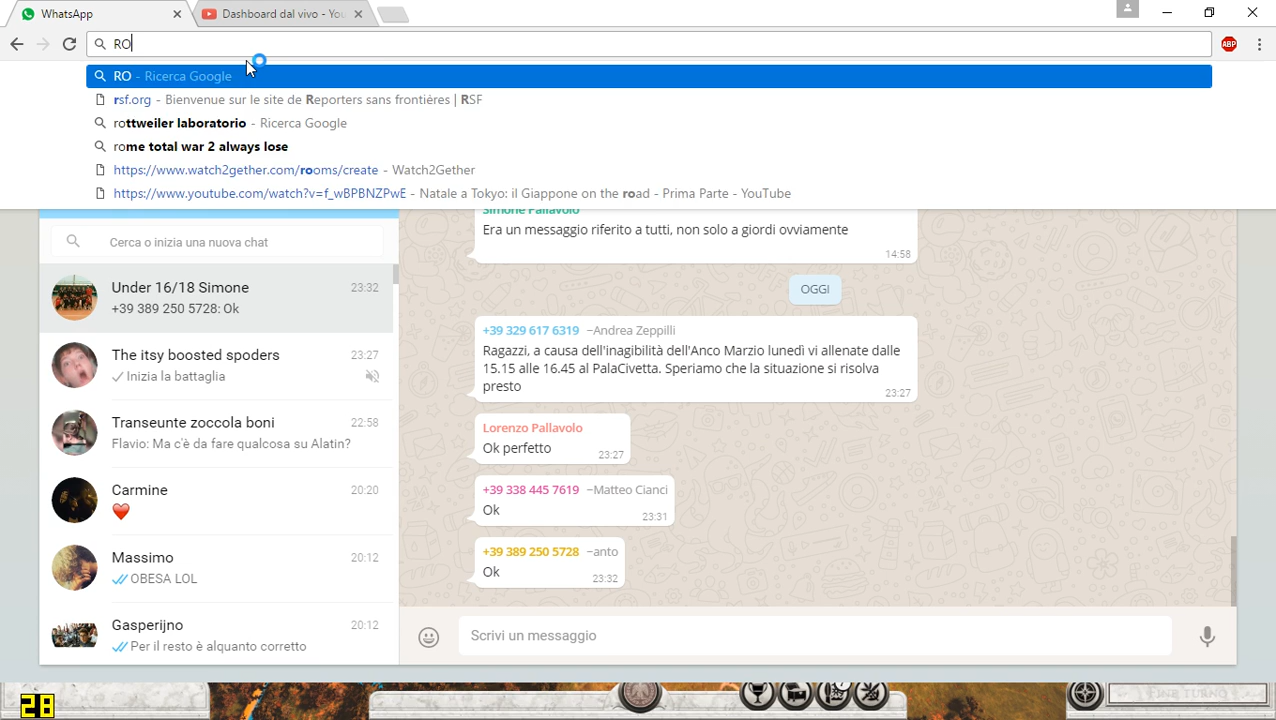 WhatsApp
Dashboard dal vivo - You
RO
ABP
RO - Ricerca Google
rsf.org - Bienvenue sur le site de Reporters sans frontières | RSF
rottweiler laboratorio - Ricerca Google
rome total war 2 always lose
https://www.watch2gether.com/rooms/create - Watch2Gether
https://www.youtube.com/watch?v=f_wBPBNZPwE - Natale a Tokyo: il Giappone on the road - Prima Parte - YouTube
Cerca o inizia una nuova chat
Under 16/18 Simone 23:32
+39 389 250 5728: Ok
The itsy boosted spoders 23:27
Inizia la battaglia
Transeunte zoccola boni 22:58
Flavio: Ma c'è da fare qualcosa su Alatin?
Carmine 20:20
Massimo 20:12
OBESA LOL
Gasperijno 20:12
Per il resto è alquanto corretto
Simone Pallavolo
Era un messaggio riferito a tutti, non solo a giordi ovviamente
14:58
OGGI
+39 329 617 6319 ~Andrea Zeppilli
Ragazzi, a causa dell'inagibilità dell'Anco Marzio lunedì vi allenate dalle
15.15 alle 16.45 al PalaCivetta. Speriamo che la situazione si risolva
presto
23:27
Lorenzo Pallavolo
Ok perfetto 23:27
+39 338 445 7619 ~Matteo Cianci
Ok
23:31
+39 389 250 5728 ~anto
Ok
23:32
Scrivi un messaggio
28
FINE TURNO